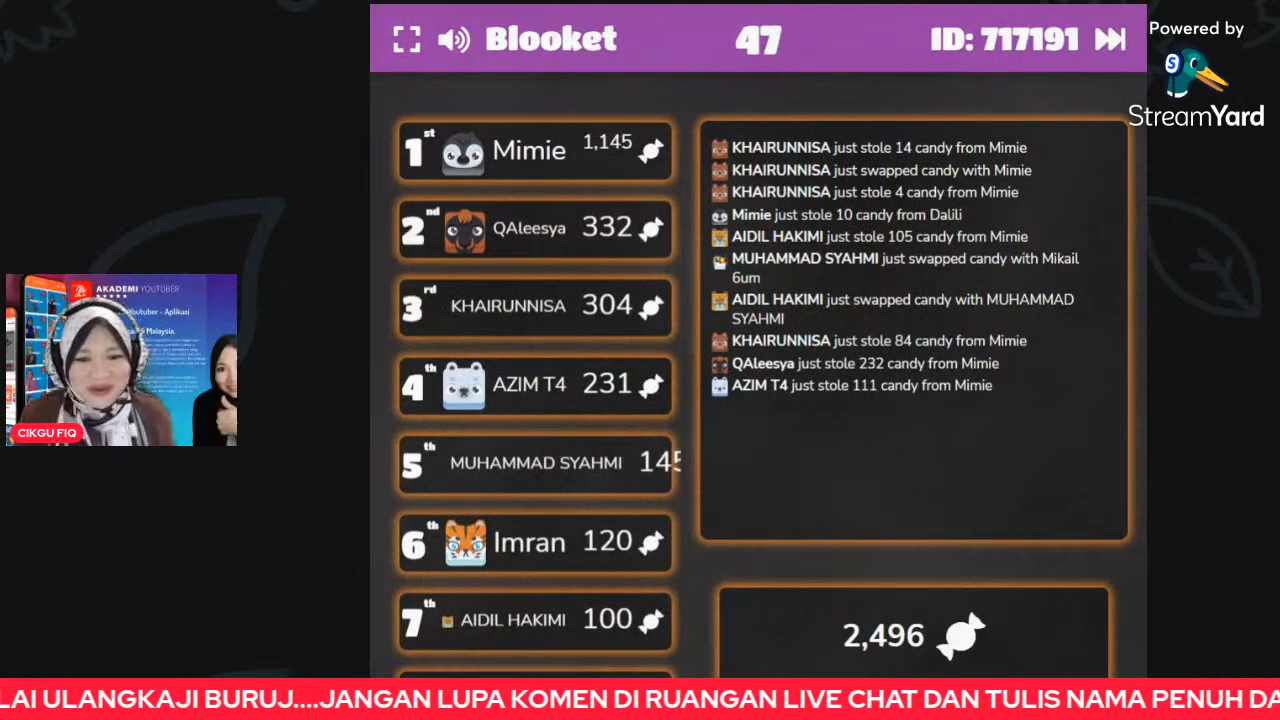 Blooket
47
ID: 717191
Powered by
StreamYard
1st Mimie 1,145
2nd QAleesya 332
3rd KHAIRUNNISA 304
4th AZIM T4 231
5th MUHAMMAD SYAHMI 145
6th Imran 120
7th AIDIL HAKIMI 100
KHAIRUNNISA just stole 14 candy from Mimie
KHAIRUNNISA just swapped candy with Mimie
KHAIRUNNISA just stole 4 candy from Mimie
Mimie just stole 10 candy from Dalili
AIDIL HAKIMI just stole 105 candy from Mimie
MUHAMMAD SYAHMI just swapped candy with Mikail
6um
AIDIL HAKIMI just swapped candy with MUHAMMAD
SYAHMI
KHAIRUNNISA just stole 84 candy from Mimie
QAleesya just stole 232 candy from Mimie
AZIM T4 just stole 111 candy from Mimie
2,496
AKADEMI YOUTUBER
Youtuber - Aplikasi
Malaysia.
CIKGU FIQ
LAI ULANGKAJI BURUJ....JANGAN LUPA KOMEN DI RUANGAN LIVE CHAT DAN TULIS NAMA PENUH DA